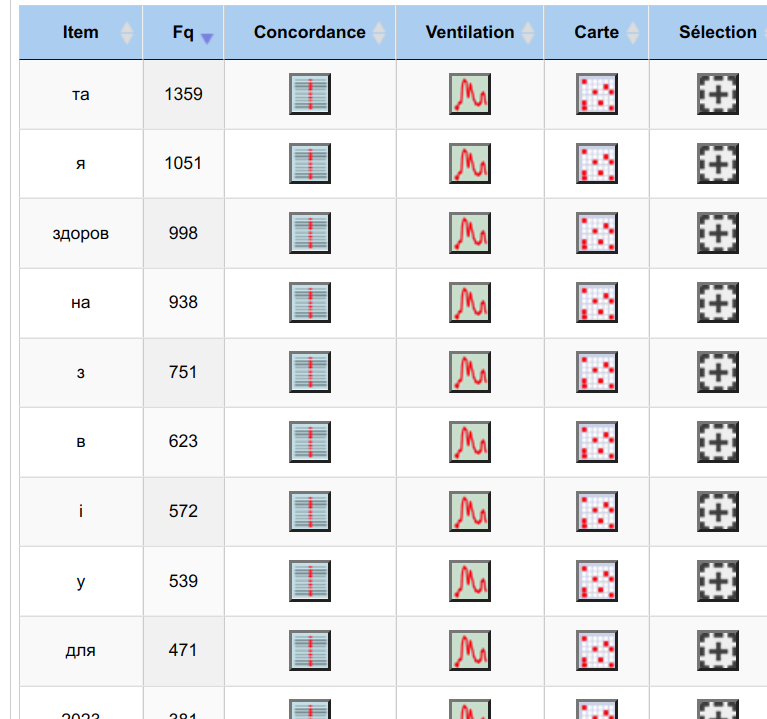 Item Fq Concordance Ventilation Carte Sélection
та 1359
я 1051
здоров 998
на 938
з 751
в 623
і 572
у 539
для 471
2023 381